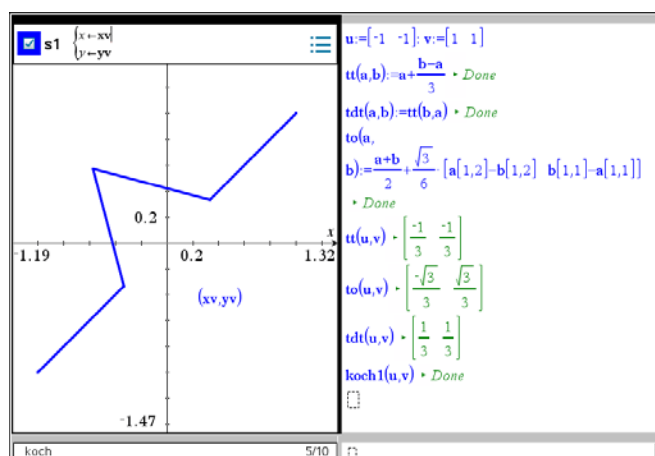 s1 {x←xv
y←yv
0.2
x
-1.19
0.2
1.32
(xv,yv)
-1.47
koch
5/10
u:=[-1 -1]: v:=[1 1]
tt(a,b):=a+(b−a)/3 ▸ Done
tdt(a,b):=tt(b,a) ▸ Done
to(a,
b):=(a+b)/2+√3/6·[a[1,2]−b[1,2] b[1,1]−a[1,1]]
▸ Done
tt(u,v) ▸ [-1/3 -1/3]
to(u,v) ▸ [-√3/3 √3/3]
tdt(u,v) ▸ [1/3 1/3]
koch1(u,v) ▸ Done